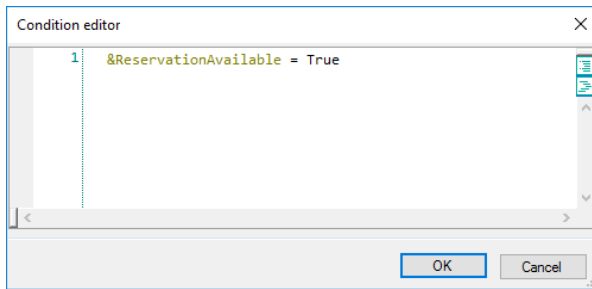 Condition editor
1 &ReservationAvailable = True
OK Cancel